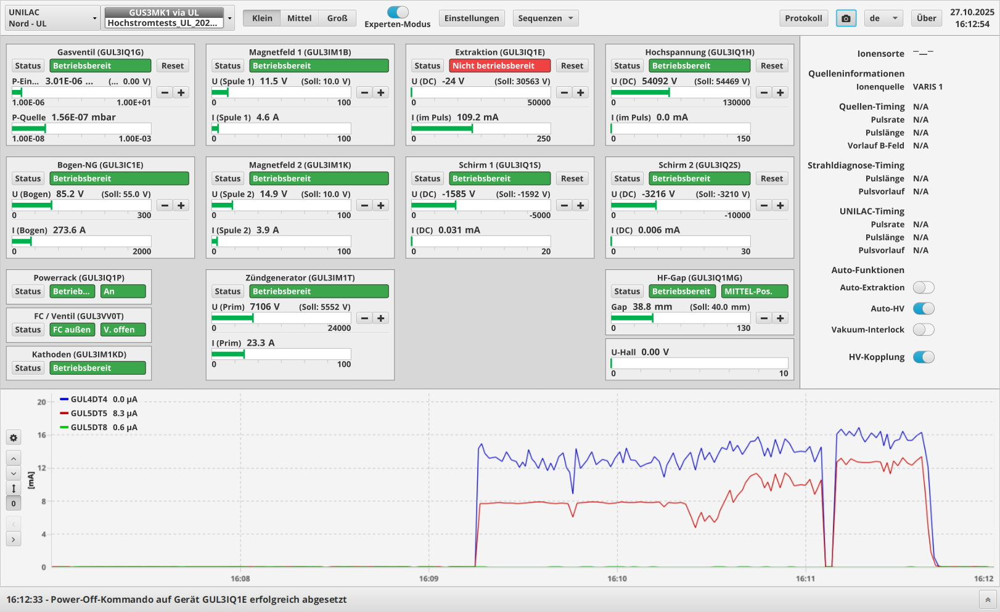 UNILAC
Nord - UL
GUS3MK1 via UL
Hochstromtests_UL_202...
Klein
Mittel
Groß
Experten-Modus
Einstellungen
Sequenzen
Protokoll
de
Über
27.10.2025
16:12:54
Gasventil (GUL3IQ1G)
Status Betriebsbereit Reset
P-Ein... 3.01E-06 ... (... 0.00 V)
1.00E-06 1.00E+01
P-Quelle 1.56E-07 mbar
1.00E-08 1.00E-03
Magnetfeld 1 (GUL3IM1B)
Status Betriebsbereit
U (Spule 1) 11.5 V (Soll: 10.0 V)
0 100
I (Spule 1) 4.6 A
0 100
Extraktion (GUL3IQ1E)
Status Nicht betriebsbereit Reset
U (DC) -24 V (Soll: 30563 V)
0 50000
I (im Puls) 109.2 mA
0 250
Hochspannung (GUL3IQ1H)
Status Betriebsbereit Reset
U (DC) 54092 V (Soll: 54469 V)
0 130000
I (im Puls) 0.0 mA
0 150
Bogen-NG (GUL3IC1E)
Status Betriebsbereit
U (Bogen) 85.2 V (Soll: 55.0 V)
0 300
I (Bogen) 273.6 A
0 2000
Magnetfeld 2 (GUL3IM1K)
Status Betriebsbereit
U (Spule 2) 14.9 V (Soll: 10.0 V)
0 100
I (Spule 2) 3.9 A
0 100
Schirm 1 (GUL3IQ1S)
Status Betriebsbereit Reset
U (DC) -1585 V (Soll: -1592 V)
0 -5000
I (DC) 0.031 mA
0 20
Schirm 2 (GUL3IQ2S)
Status Betriebsbereit Reset
U (DC) -3216 V (Soll: -3210 V)
0 -10000
I (DC) 0.006 mA
0 30
Powerrack (GUL3IQ1P)
Status Betrieb... An
FC / Ventil (GUL3VV0T)
Status FC außen V. offen
Kathoden (GUL3IM1KD)
Status Betriebsbereit
Zündgenerator (GUL3IM1T)
Status Betriebsbereit
U (Prim) 7106 V (Soll: 5552 V)
0 24000
I (Prim) 23.3 A
0 100
HF-Gap (GUL3IQ1MG)
Status Betriebsbereit MITTEL-Pos.
Gap 38.8 mm (Soll: 40.0 mm)
0 130
U-Hall 0.00 V
0 10
Ionensorte —
Quelleninformationen
Ionenquelle VARIS 1
Quellen-Timing N/A
Pulsrate N/A
Pulslänge N/A
Vorlauf B-Feld N/A
Strahldiagnose-Timing
Pulslänge N/A
Pulsvorlauf N/A
UNILAC-Timing
Pulsrate N/A
Pulslänge N/A
Pulsvorlauf N/A
Auto-Funktionen
Auto-Extraktion
Auto-HV
Vakuum-Interlock
HV-Kopplung
GUL4DT4 0.0 µA
GUL5DT5 8.3 µA
GUL5DT8 0.6 µA
0
[mA]
20
16
12
8
4
0
16:08
16:09
16:10
16:11
16:12
16:12:33 - Power-Off-Kommando auf Gerät GUL3IQ1E erfolgreich abgesetzt